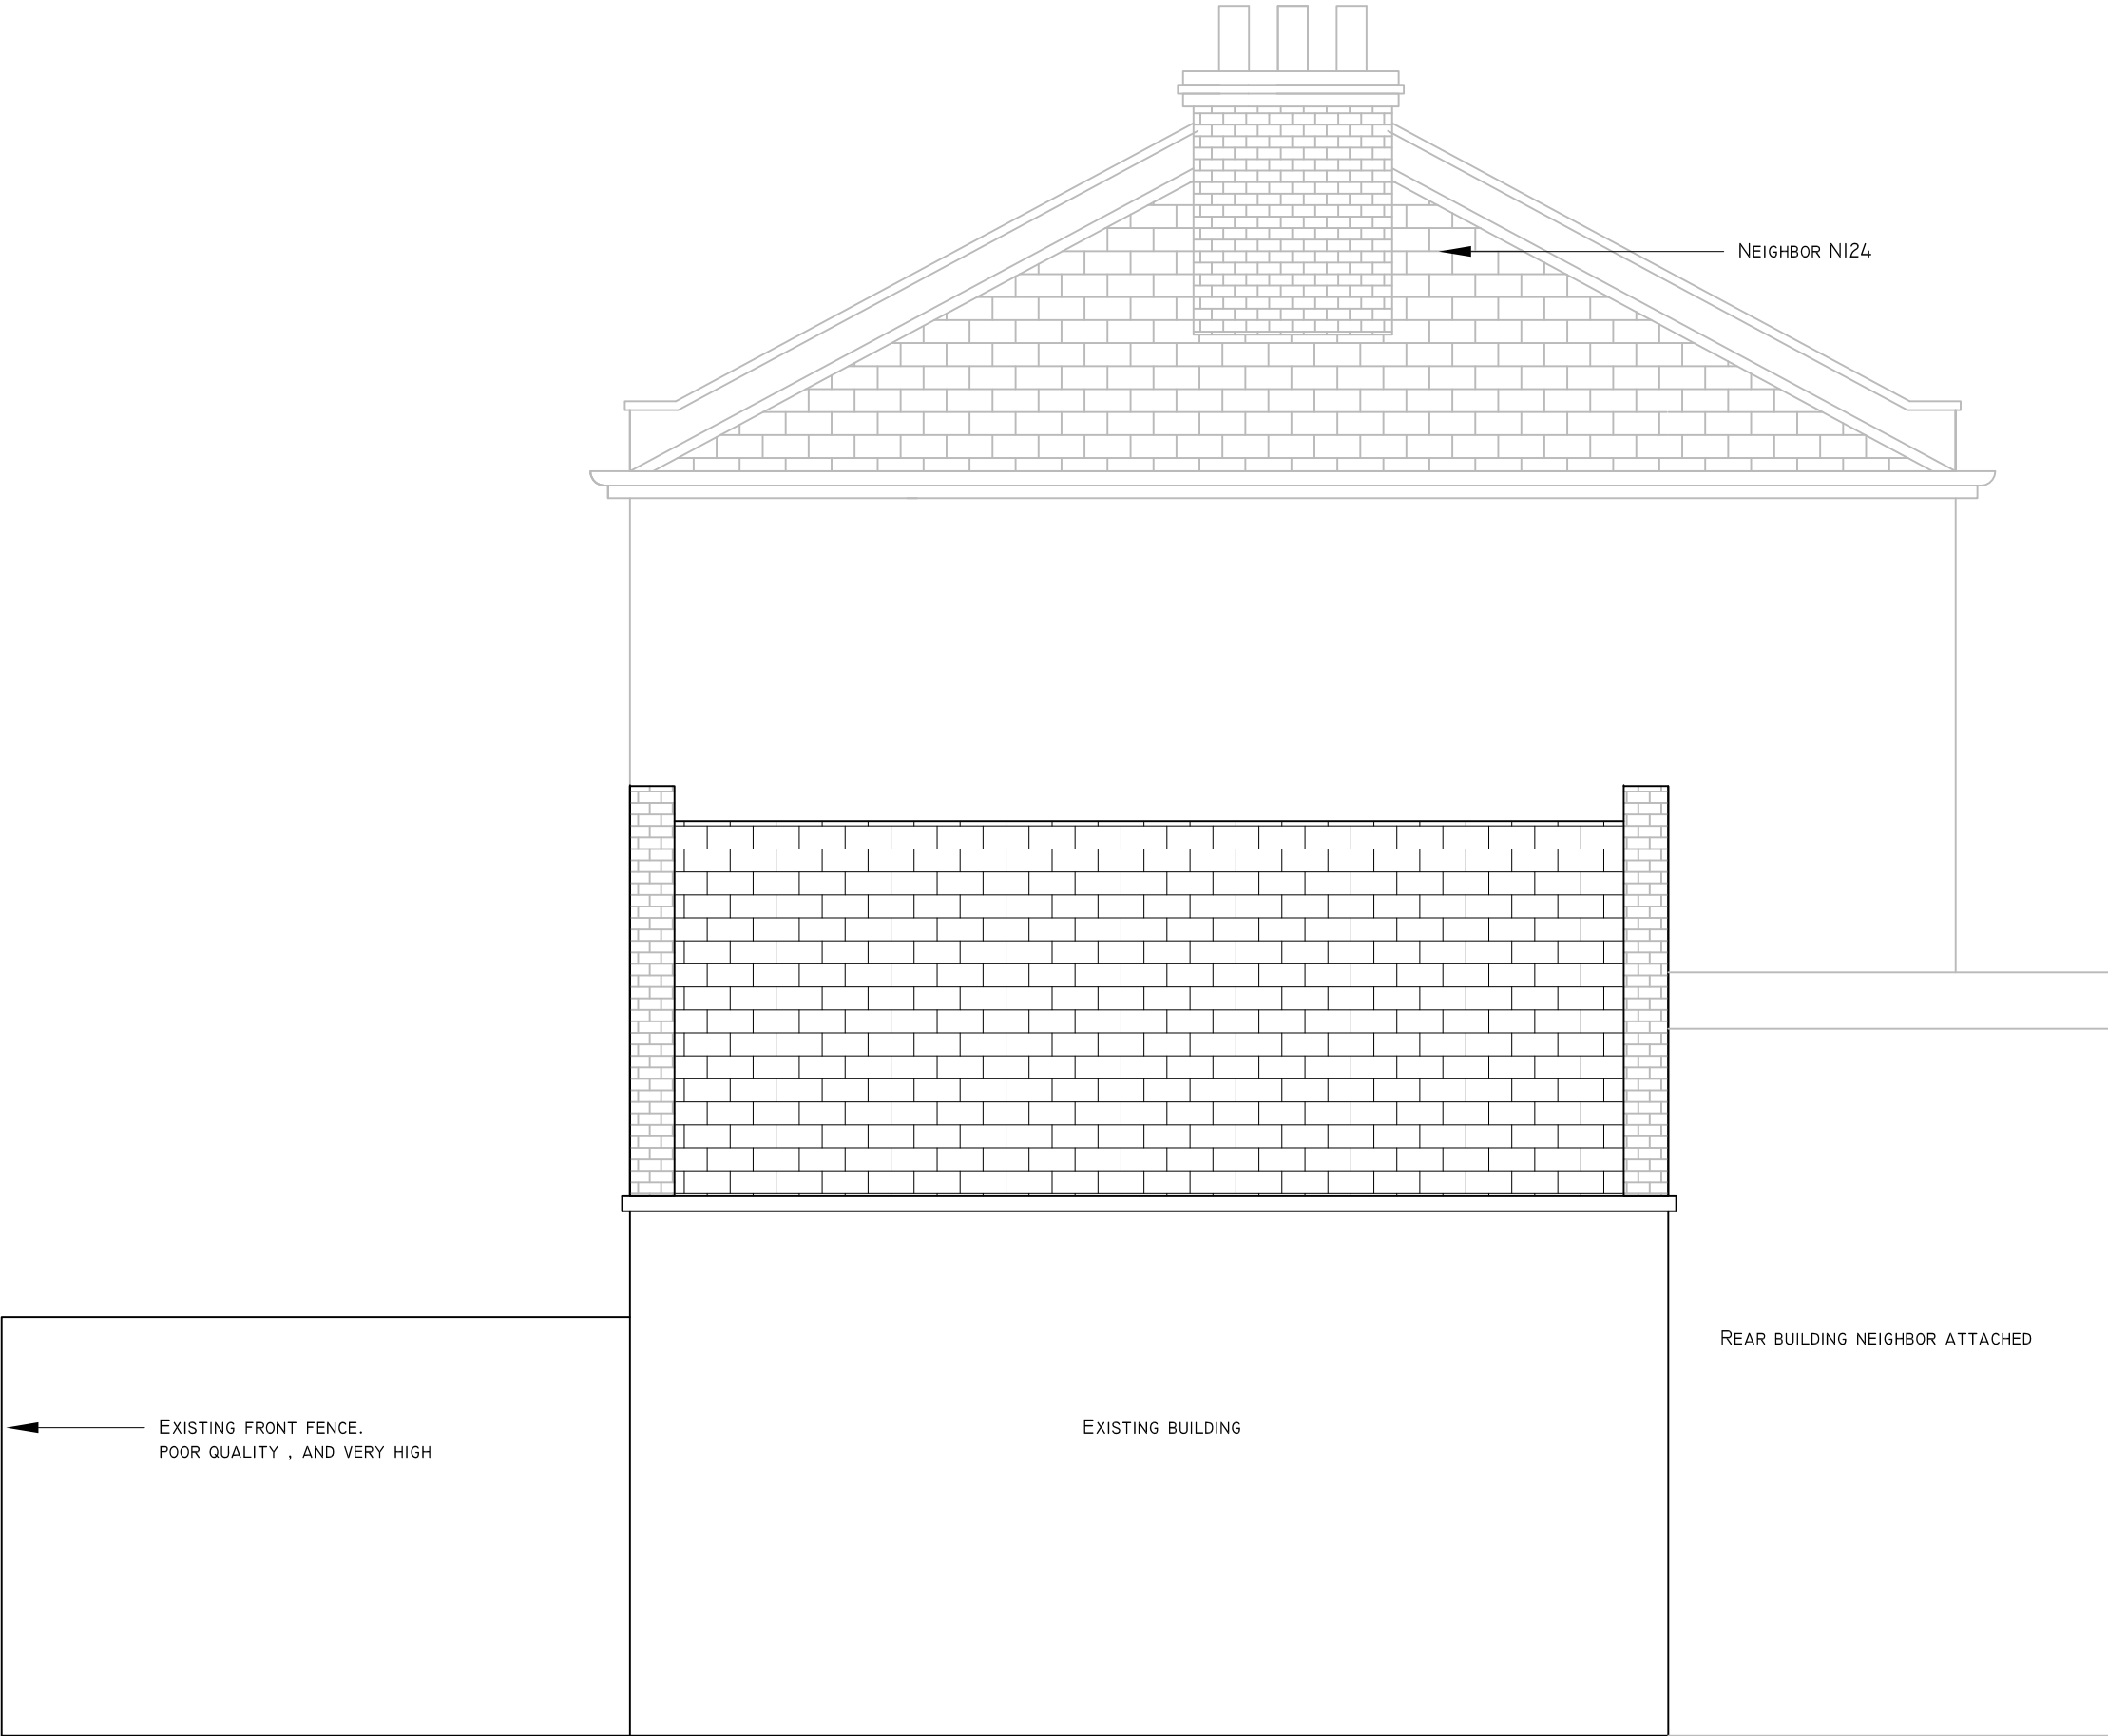 Neighbor N124
Rear building neighbor attached
Existing front fence.
poor quality , and very high
Existing building